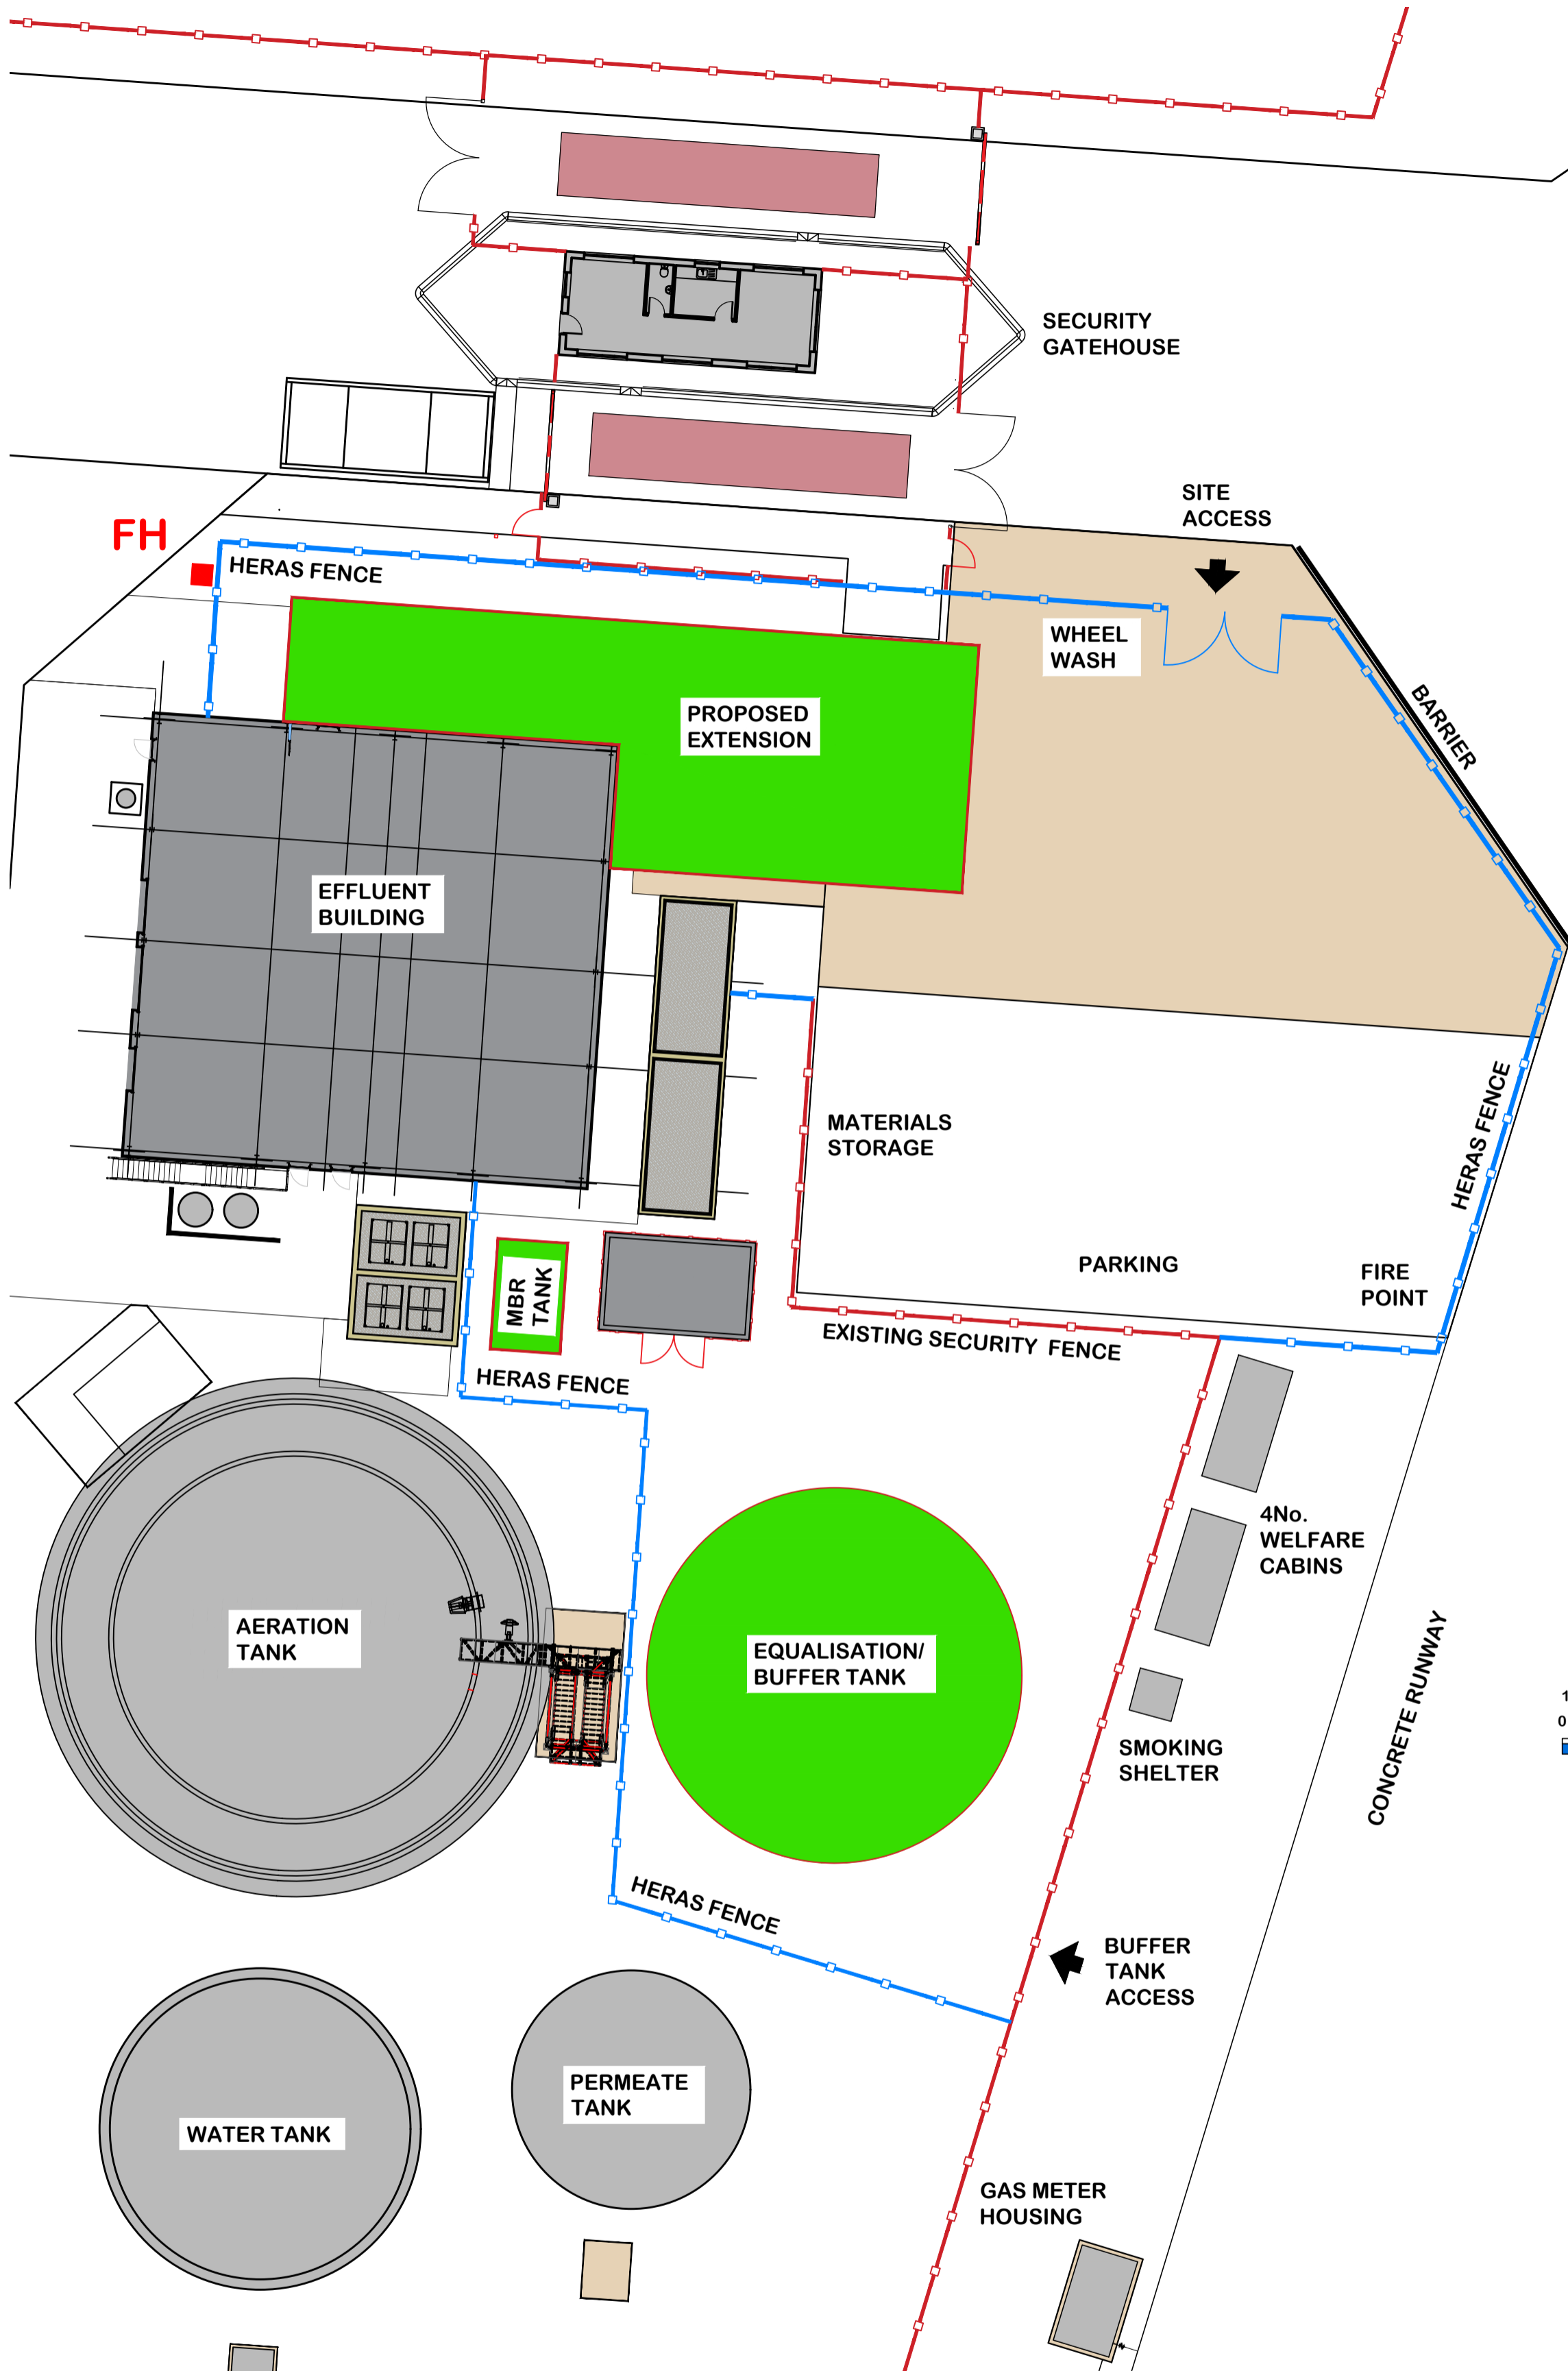 SECURITY
GATEHOUSE
SITE
ACCESS
FH
HERAS FENCE
WHEEL
WASH
BARRIER
PROPOSED
EXTENSION
EFFLUENT
BUILDING
HERAS FENCE
MATERIALS
STORAGE
PARKING
FIRE
POINT
MBR
TANK
EXISTING SECURITY FENCE
HERAS FENCE
4No.
WELFARE
CABINS
AERATION
TANK
EQUALISATION/
BUFFER TANK
CONCRETE RUNWAY
1
0
SMOKING
SHELTER
HERAS FENCE
BUFFER
TANK
ACCESS
PERMEATE
TANK
WATER TANK
GAS METER
HOUSING